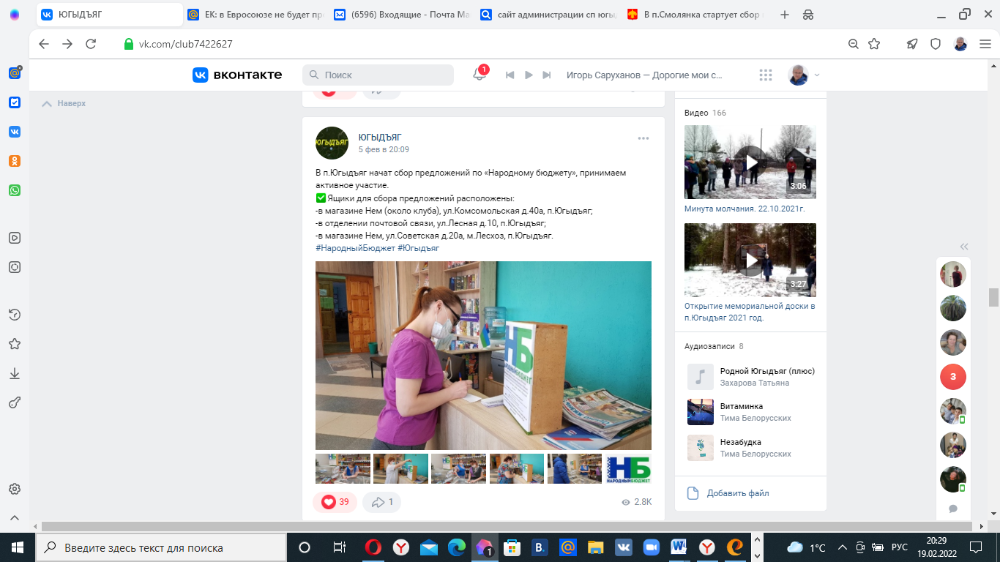 ЮГЫДЪЯГ
ЕК: в Евросоюзе не будет пр
(6596) Входящие - Почта Ма
сайт администрации сп югы
В п.Смолянка стартует сбор
vk.com/club7422627
вконтакте
Поиск
1
Игорь Саруханов — Дорогие мои с...
Наверх
ЮГЫДЪЯГ
ЮГЫДЪЯГ
5 фев в 20:09
В п.Югыдъяг начат сбор предложений по «Народному бюджету», принимаем
активное участие.
✅ Ящики для сбора предложений расположены:
-в магазине Нем (около клуба), ул.Комсомольская д.40а, п.Югыдъяг;
-в отделении почтовой связи, ул.Лесная д.10, п.Югыдъяг;
-в магазине Нем, ул.Советская д.20а, м.Лесхоз, п.Югыдъяг.
#НародныйБюджет #Югыдъяг
НБ
НАРОДНЫЙБЮДЖЕТ
НБ
НАРОДНЫЙБЮДЖЕТ
39
1
2.8K
Видео 166
3:06
Минута молчания. 22.10.2021г.
3:27
Открытие мемориальной доски в
п.Югыдъяг 2021 год.
Аудиозаписи 8
Родной Югыдъяг (плюс)
Захарова Татьяна
Витаминка
Тима Белорусских
Незабудка
Тима Белорусских
Добавить файл
3
Введите здесь текст для поиска
1
1°C
РУС
20:29
19.02.2022